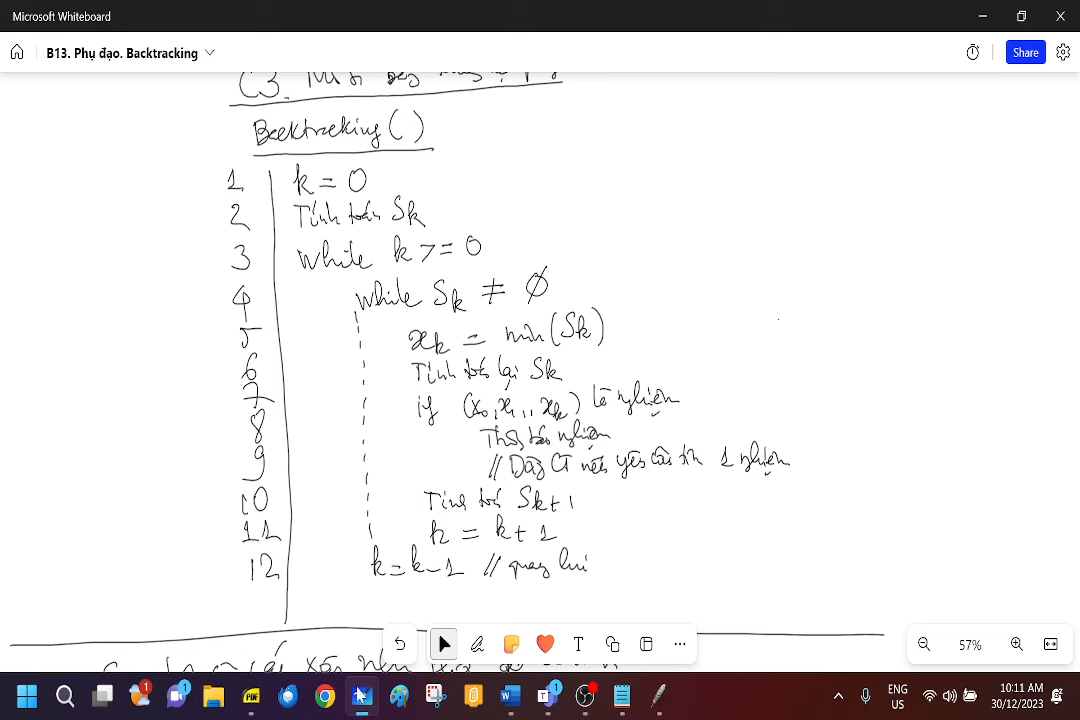 Microsoft Whiteboard
B13. Phụ đạo. Backtracking
Share
C3.
Backtracking ( )
1 k = 0
2 Tính toán Sk
3 While k >= 0
4 while Sk ≠ ∅
5 xk = min (Sk)
6 Tính toán lại Sk
7 if (x0, x1, , xk) là nghiệm
8 Thông báo nghiệm
9 // Dừng CT nếu yêu cầu tìm 1 nghiệm
10 Tính toán Sk+1
11 k = k + 1
12 k = k - 1 // quay lui
57%
PDF
ENG
US
10:11 AM
30/12/2023